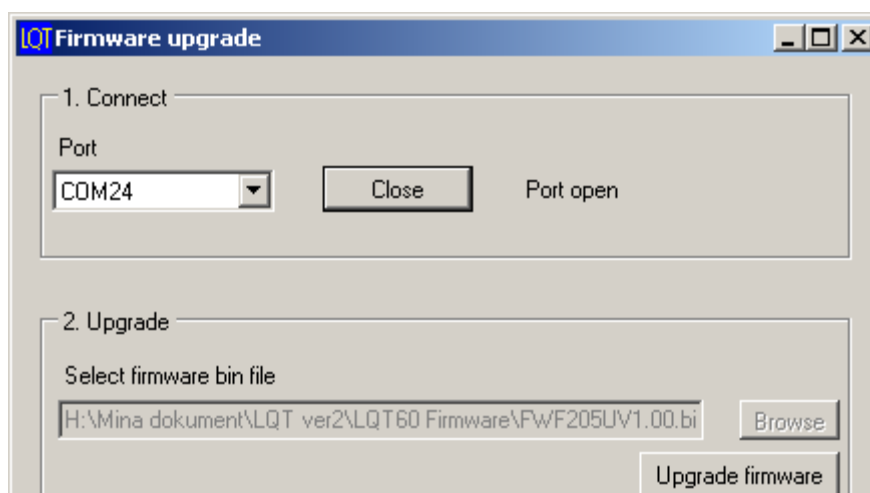 LQT Firmware upgrade
1. Connect
Port
COM24
Close
Port open
2. Upgrade
Select firmware bin file
H:\Mina dokument\LQT ver2\LQT60 Firmware\FWF205UV1.00.bi
Browse
Upgrade firmware